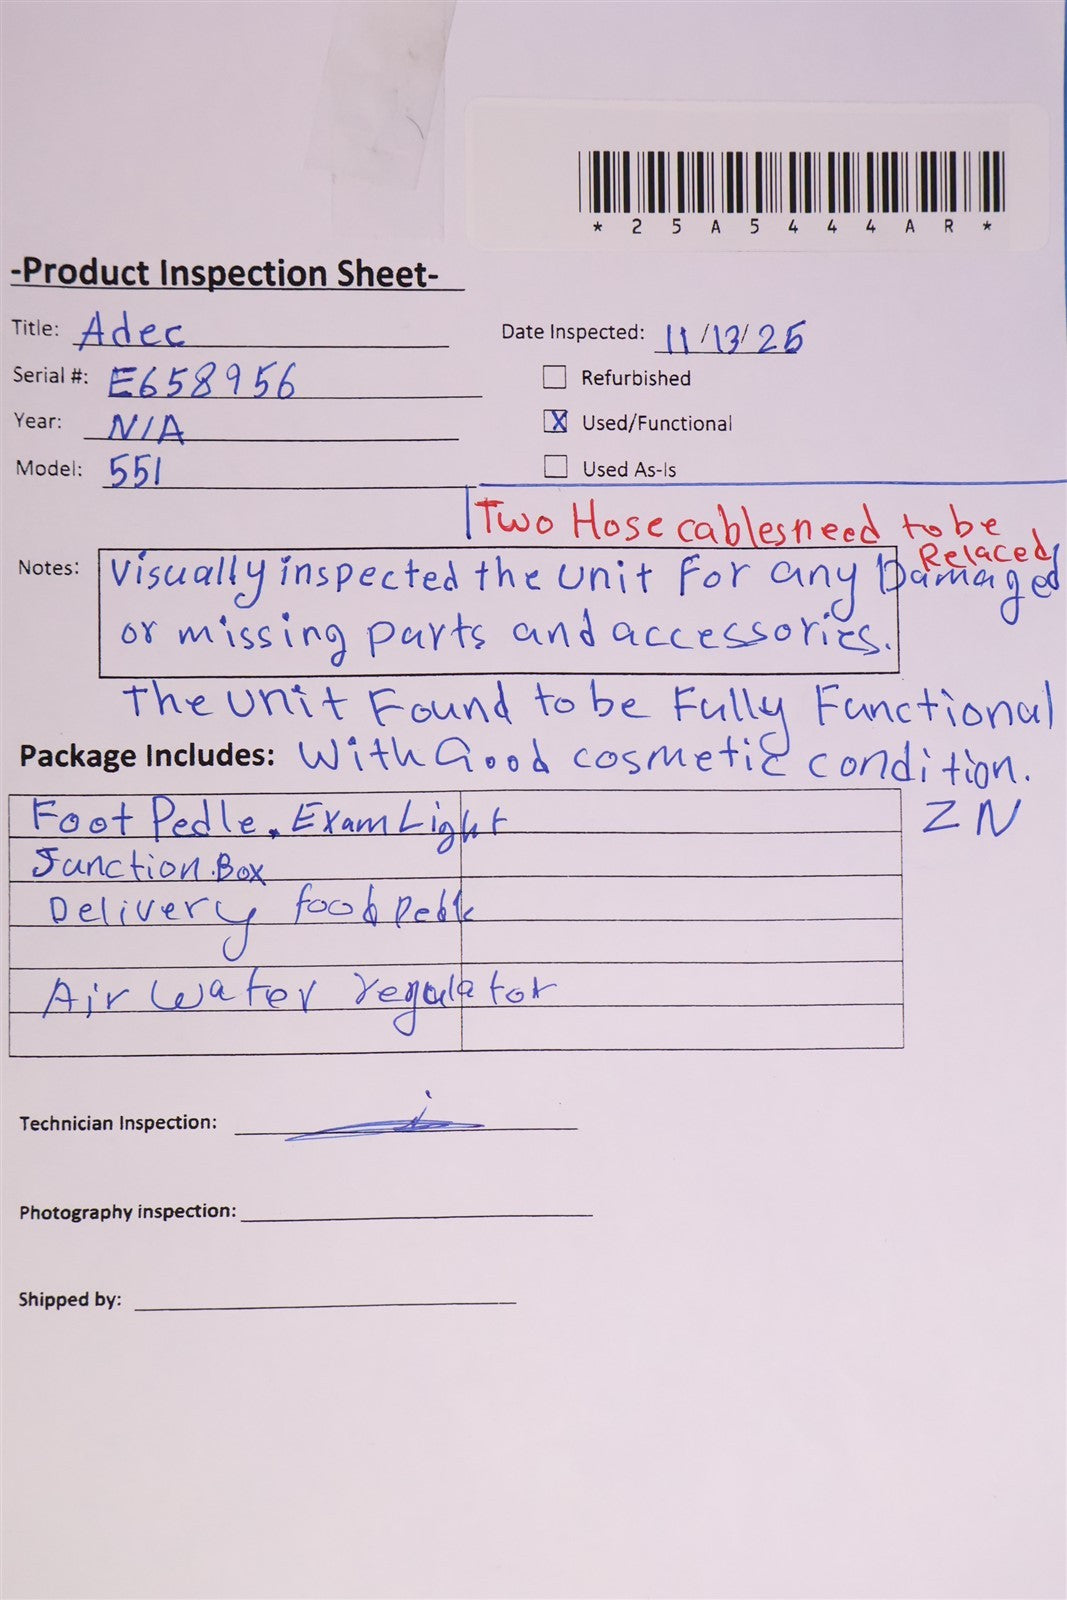 * 2 5 A 5 4 4 4 A R *
-Product Inspection Sheet-
Title: Adec
Date Inspected: 11/13/25
Serial #: E658956
Refurbished
Year: N/A
X Used/Functional
Model: 551
Used As-Is
Two Hose cables need to be
Relaced
Notes: Visually inspected the unit For any Damaged
or missing parts and accessories.
The unit Found to be Fully Functional
Package Includes: With Good cosmetic condition.
ZN
Foot Pedle. Exam Light
Junction.Box
Delivery foot pedle
Air water regulator
Technician Inspection:
Photography inspection:
Shipped by: